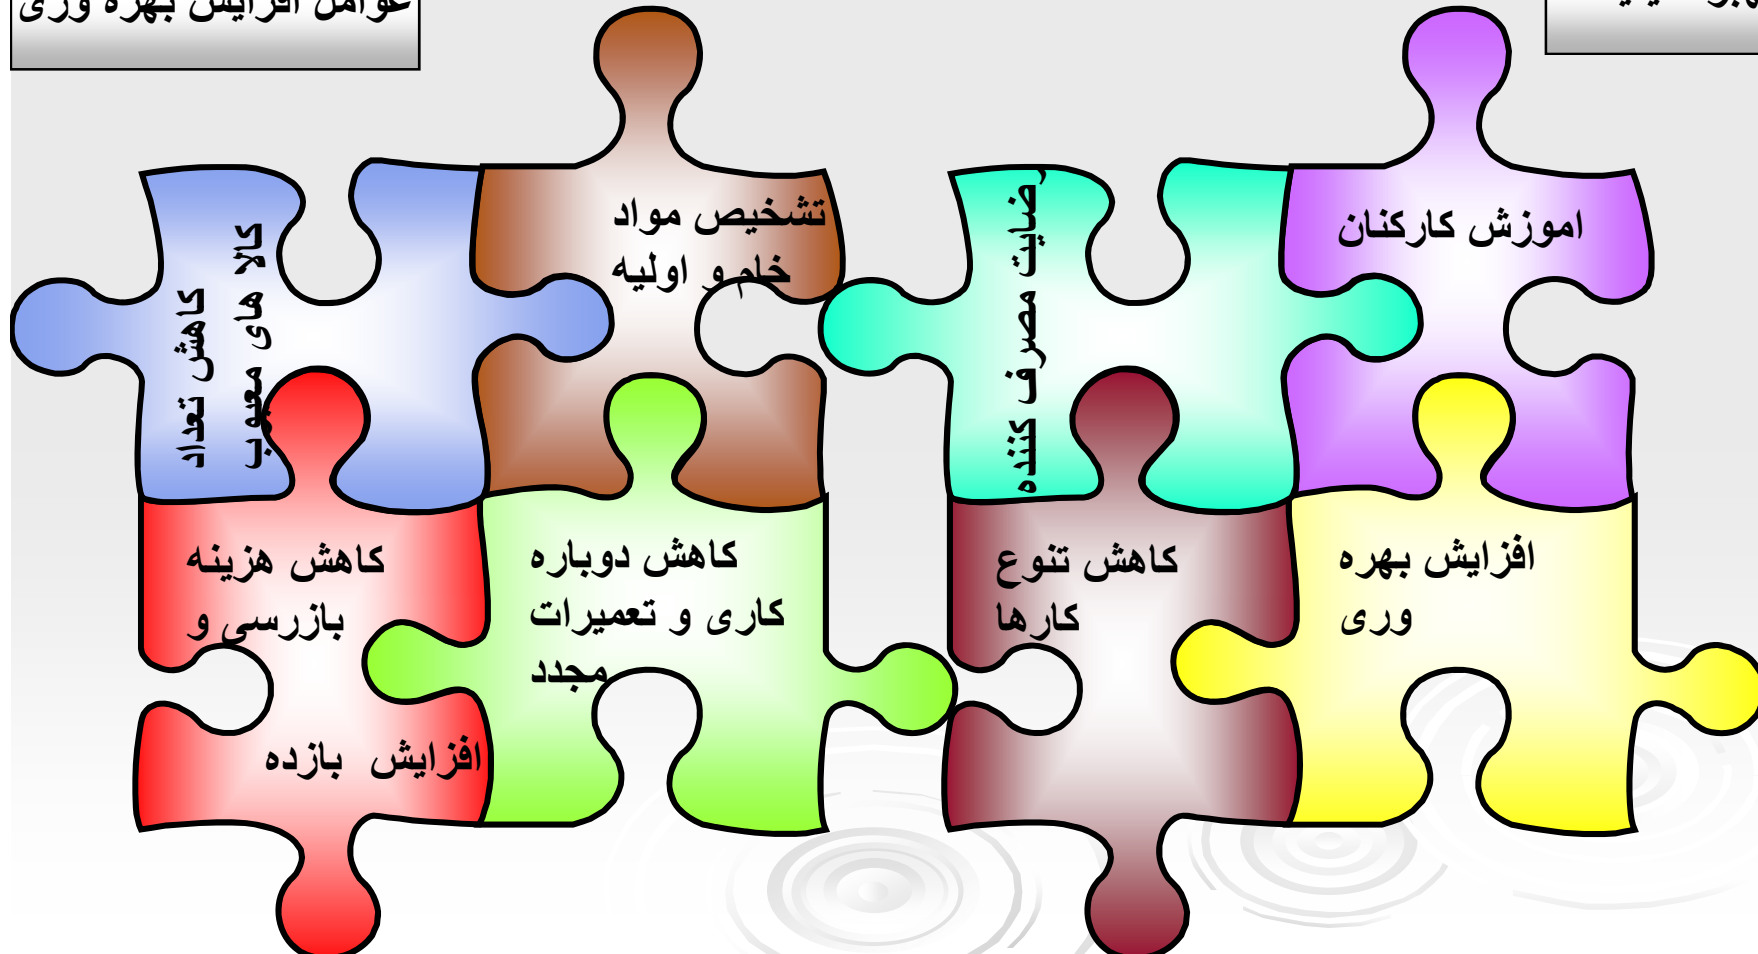 عوامل افزایش بهره وری
اموزش کارکنان
رضایت مصرف کننده
تشخیص مواد
خام و اولیه
کاهش تعداد
کالا های معیوب
افزایش بهره
وری
کاهش تنوع
کارها
کاهش دوباره
کاری و تعمیرات
مجدد
کاهش هزینه
بازرسی و
افزایش بازده